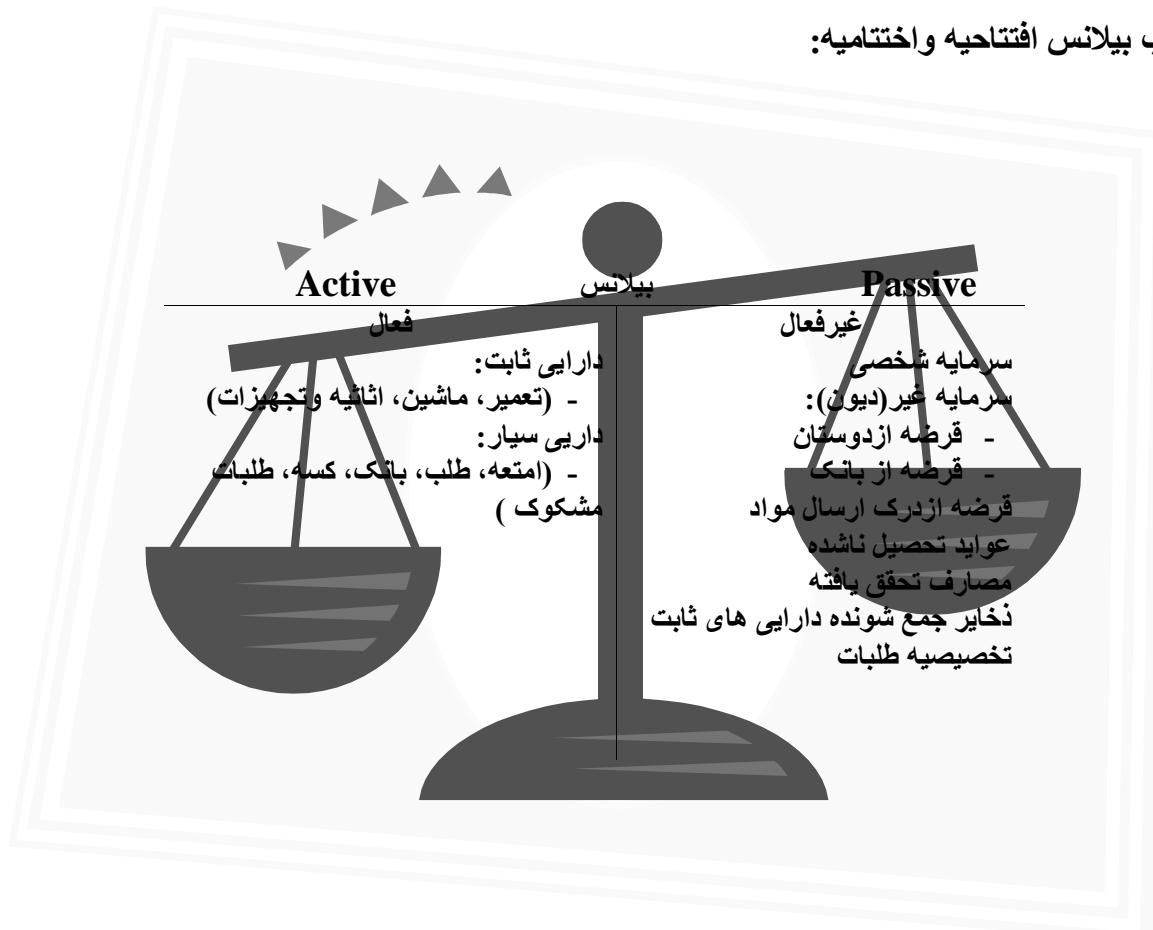 بیلانس افتتاحیه واختتامیه:
Active بیلانس Passive
غیرفعال
سرمایه شخصی
سرمایه غیر(دیون):
- قرضه ازدوستان
- قرضه از بانک
قرضه ازدرک ارسال مواد
عواید تحصیل ناشده
مصارف تحقق یافته
ذخایر جمع شونده دارایی های ثابت
تخصیصیه طلبات
فعال
دارایی ثابت:
- (تعمیر، ماشین، اثاثیه وتجهیزات)
داریی سیار:
- (امتعه، طلب، بانک، کسه، طلبات
مشکوک )